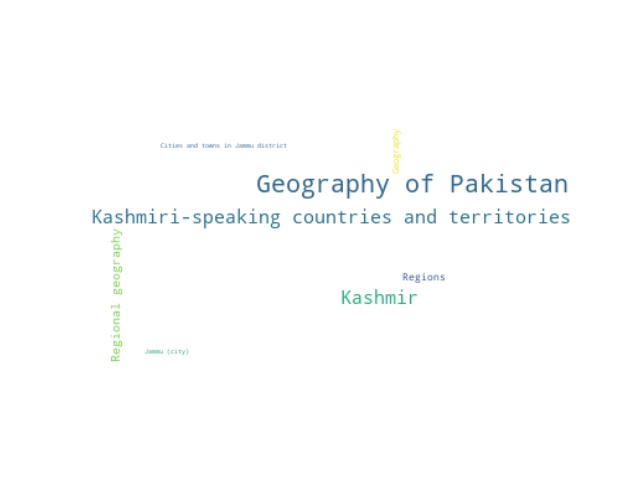 Cities and towns in Jammu district
Geography
Geography of Pakistan
Kashmiri-speaking countries and territories
Regional geography
Regions
Kashmir
Jammu (city)